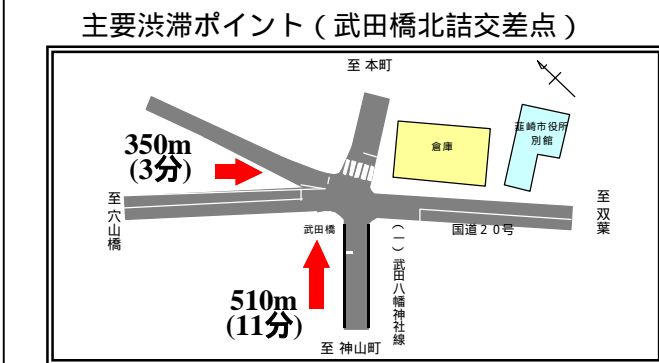 主要渋滞ポイント（武田橋北詰交差点）
至 本町
韮崎市役所
別館
倉庫
350m
(3分)
至 穴山橋
至 双葉
武田橋
国道２０号
（一）武田八幡神社線
510m
(11分)
至 神山町